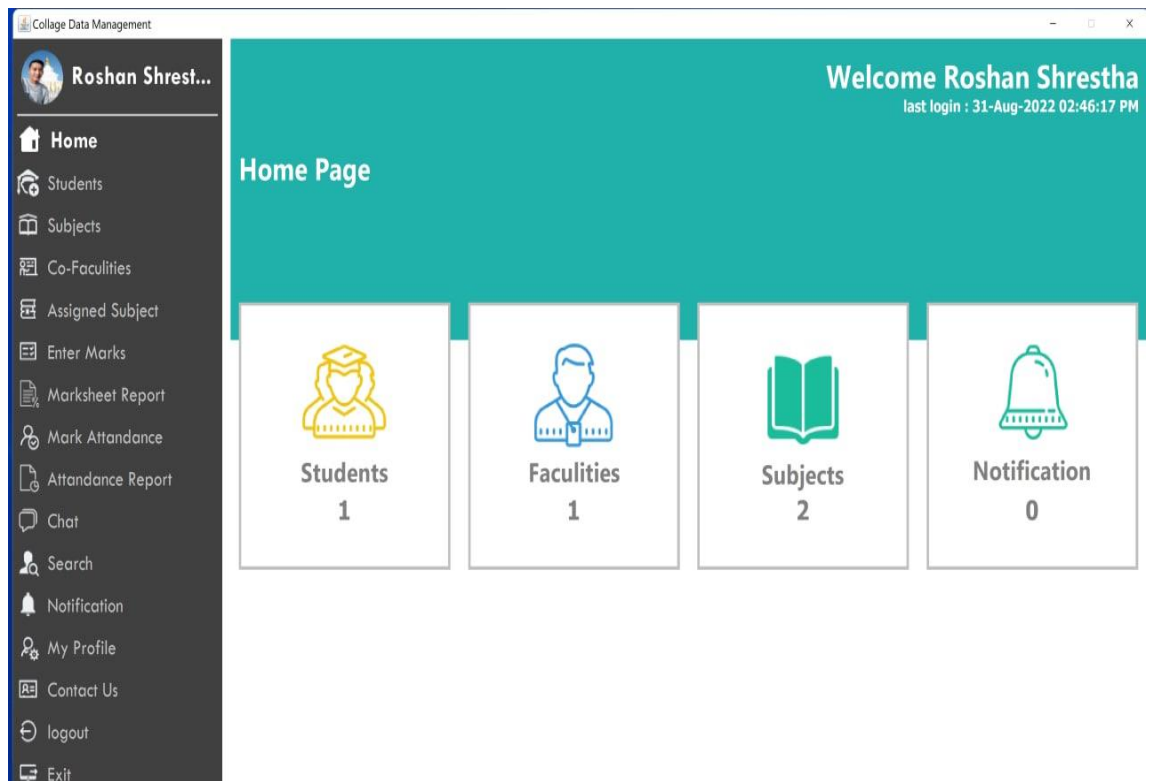 Collage Data Management
Roshan Shrest...
Home
Students
Subjects
Co-Faculities
Assigned Subject
Enter Marks
Marksheet Report
Mark Attandance
Attandance Report
Chat
Search
Notification
My Profile
Contact Us
logout
Exit
Welcome Roshan Shrestha
last login : 31-Aug-2022 02:46:17 PM
Home Page
Students
1
Faculities
1
Subjects
2
Notification
0